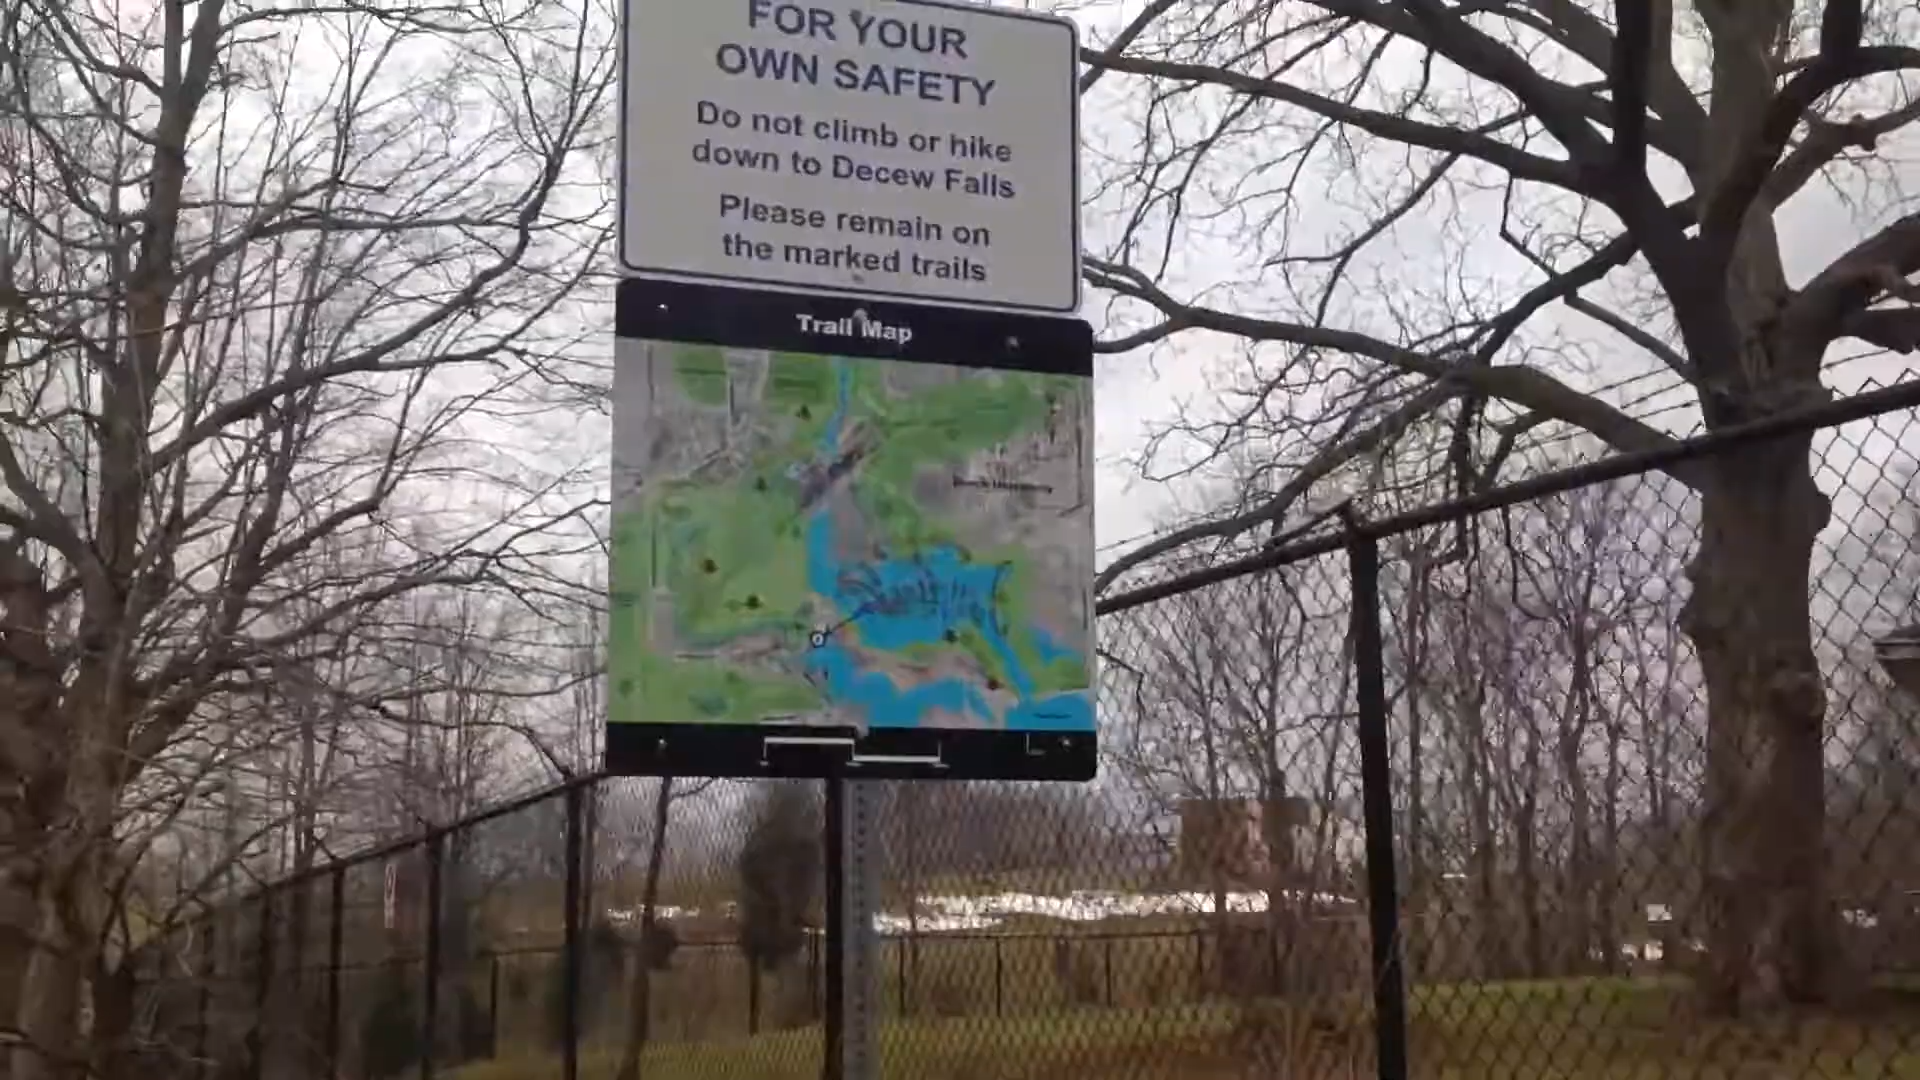 FOR YOUR
OWN SAFETY
Do not climb or hike
down to Decew Falls
Please remain on
the marked trails
Trail Map